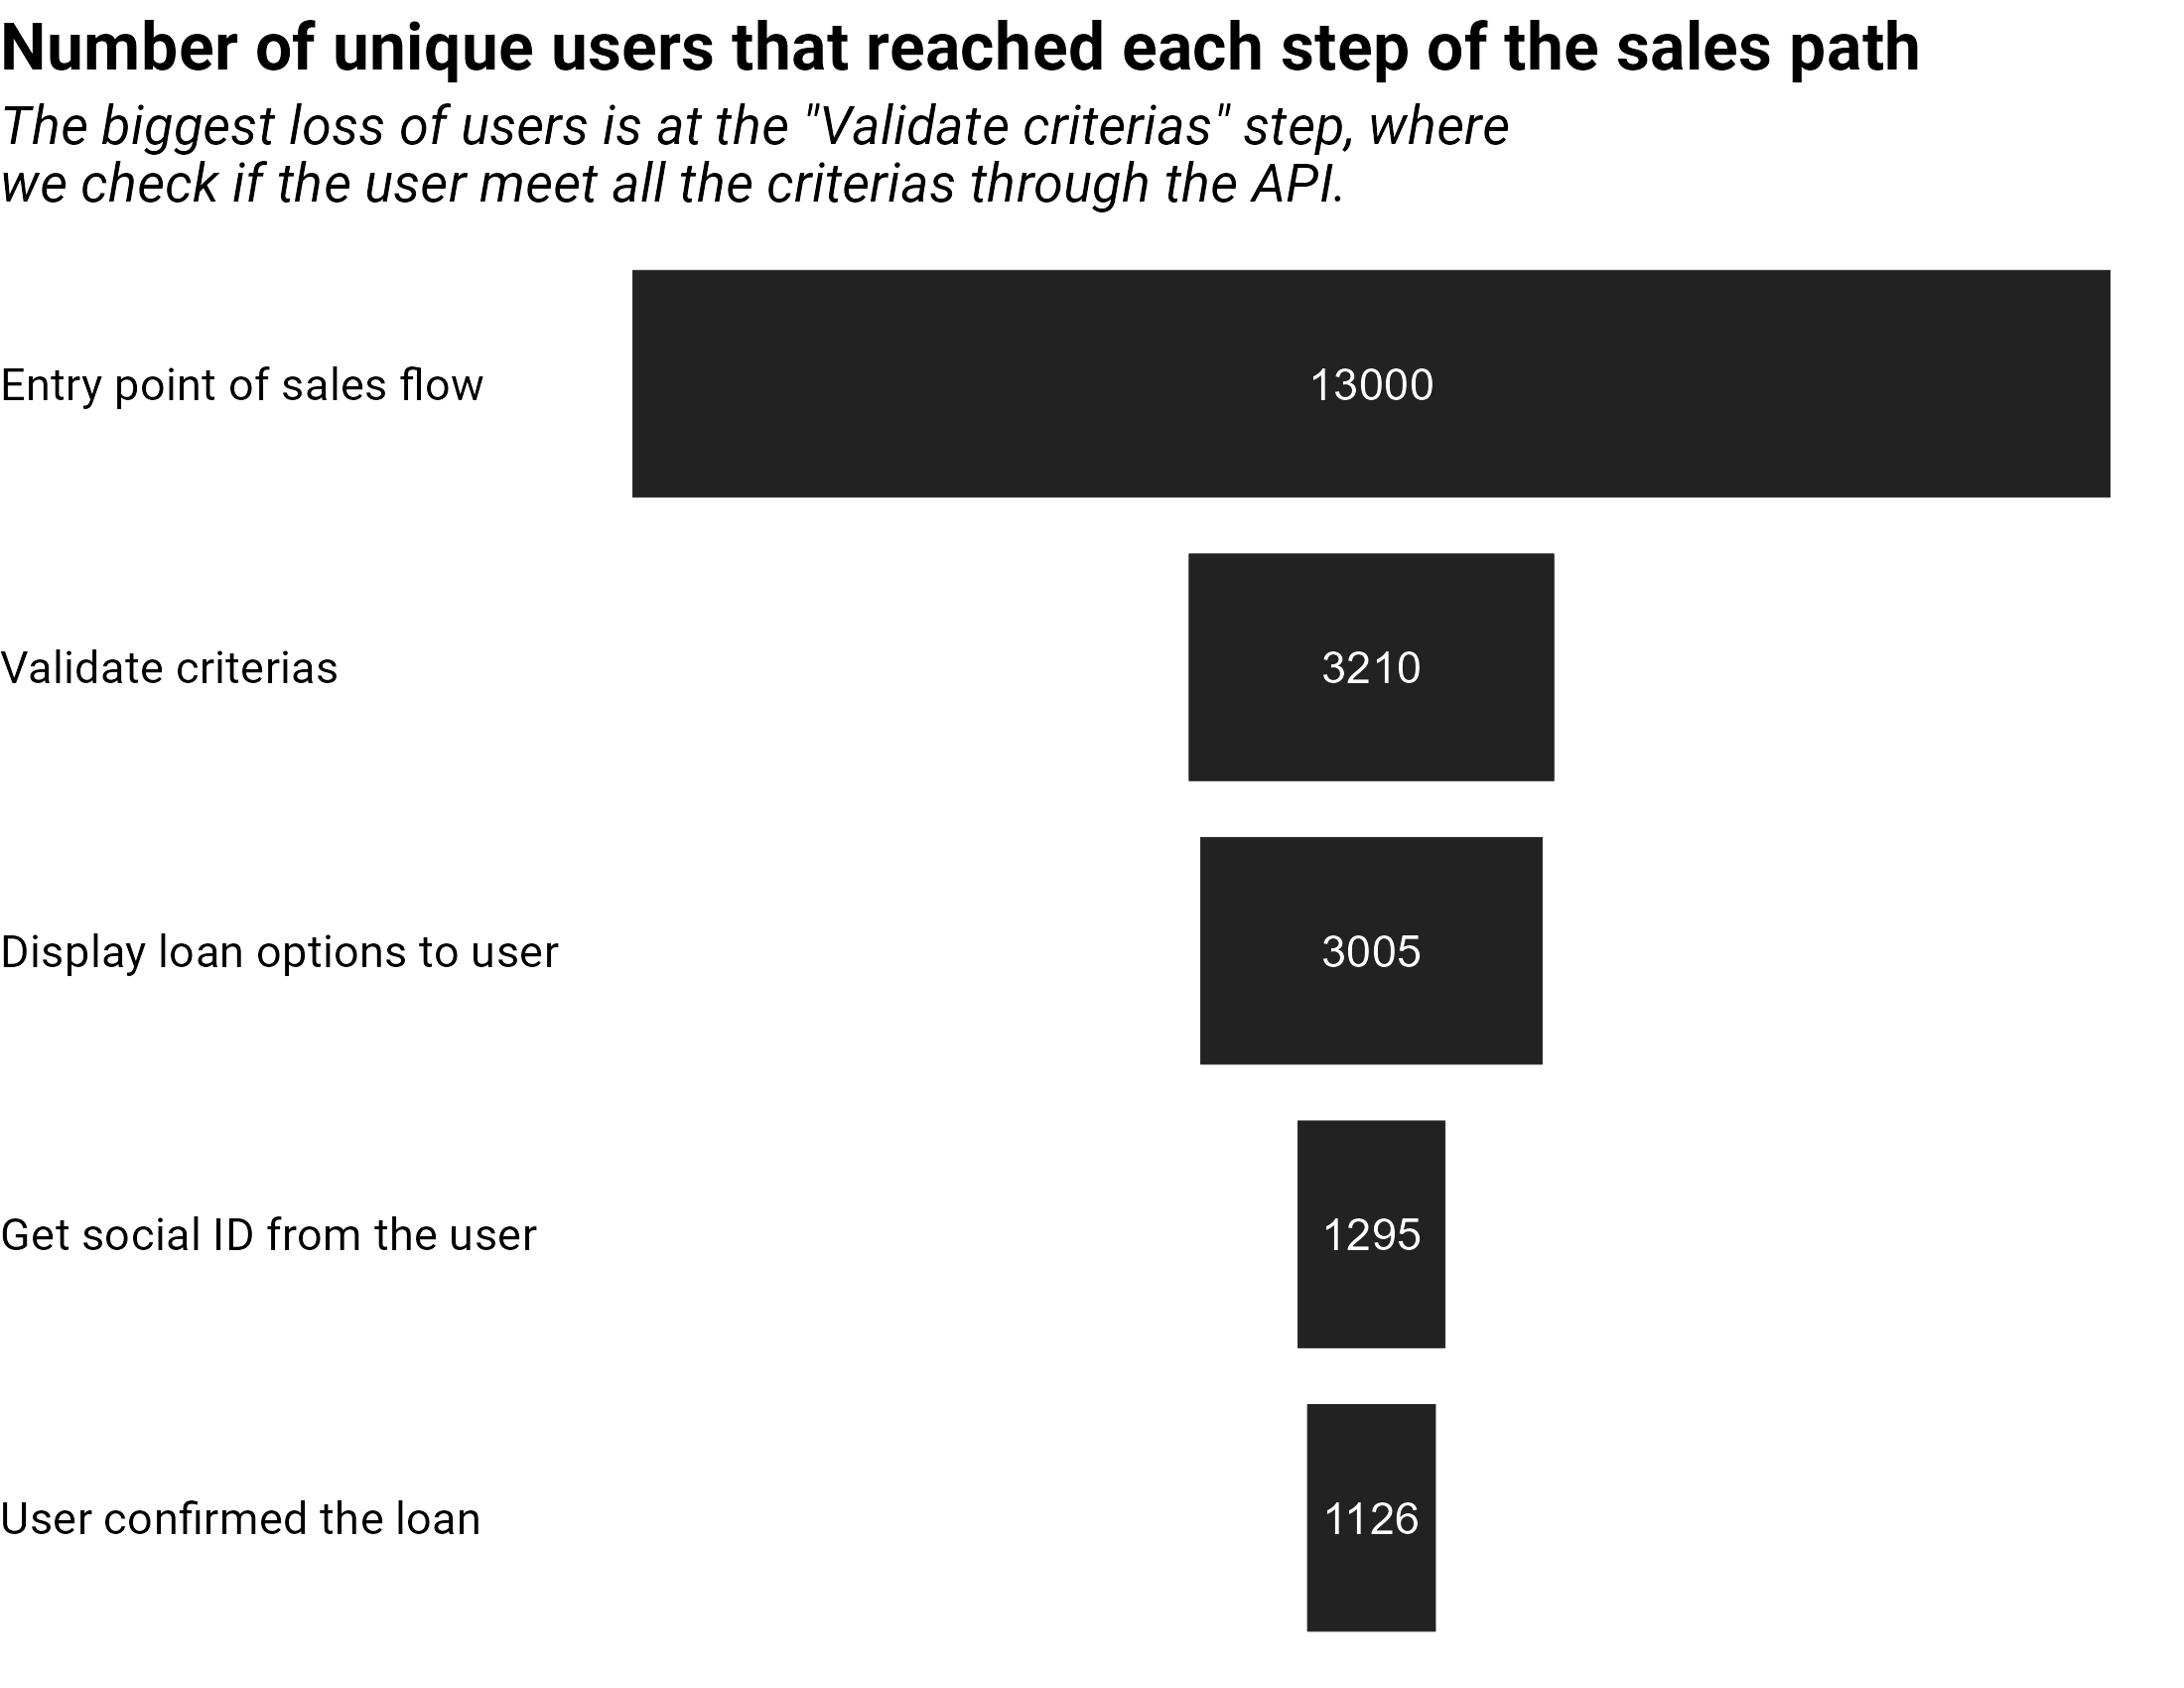 Number of unique users that reached each step of the sales path
The biggest loss of users is at the "Validate criterias" step, where
we check if the user meet all the criterias through the API.
Entry point of sales flow
13000
Validate criterias
3210
Display loan options to user
3005
Get social ID from the user
1295
User confirmed the loan
1126